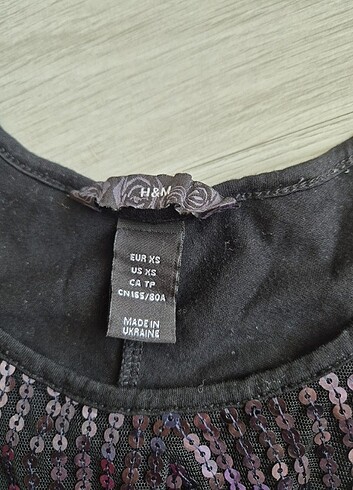 H&M
EUR XS
US XS
CA TP
CN165/80A
MADE IN
UKRAINE